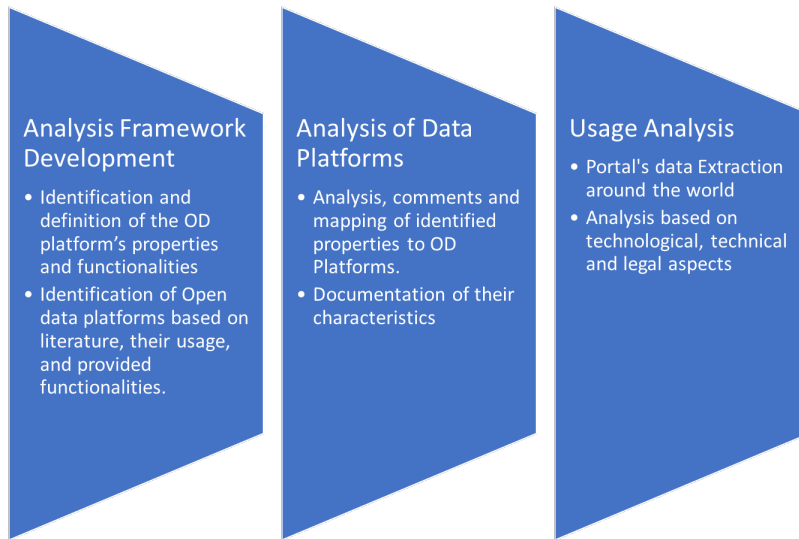 Analysis Framework
Development
• Identification and
definition of the OD
platform’s properties
and functionalities
• Identification of Open
data platforms based on
literature, their usage,
and provided
functionalities.
Analysis of Data
Platforms
• Analysis, comments and
mapping of identified
properties to OD
Platforms.
• Documentation of their
characteristics
Usage Analysis
• Portal's data Extraction
around the world
• Analysis based on
technological, technical
and legal aspects